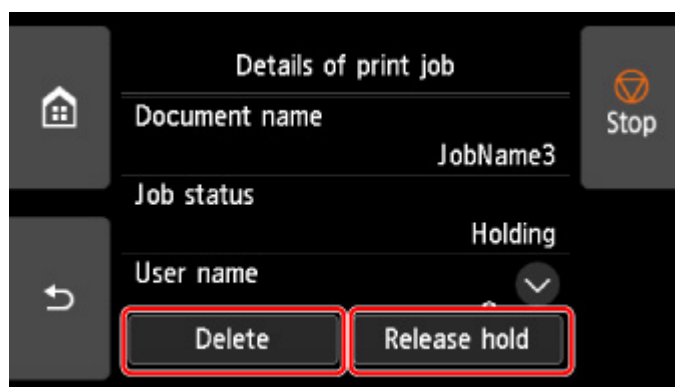 Details of print job
Stop
Document name
JobName3
Job status
Holding
User name
Delete
Release hold